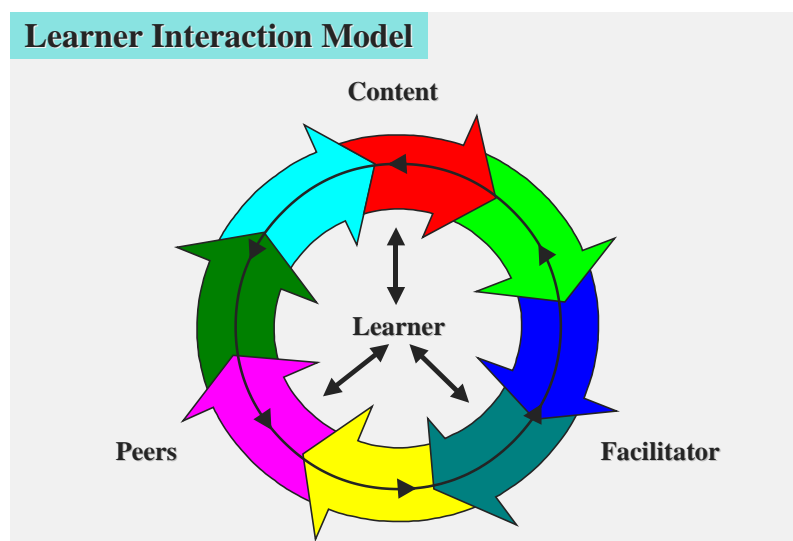 Learner Interaction Model
Content
Learner
Peers
Facilitator